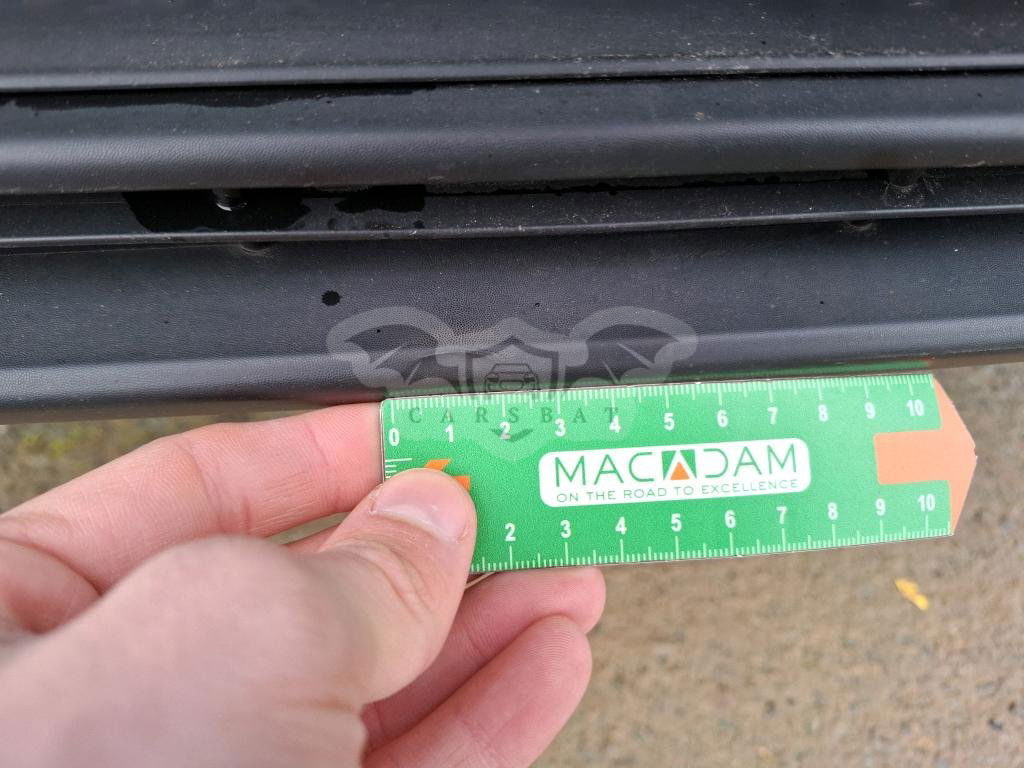 CARSBAT
0 1 2 3 4 5 6 7 8 9 10
MACADAM
ON THE ROAD TO EXCELLENCE
2 3 4 5 6 7 8 9 10